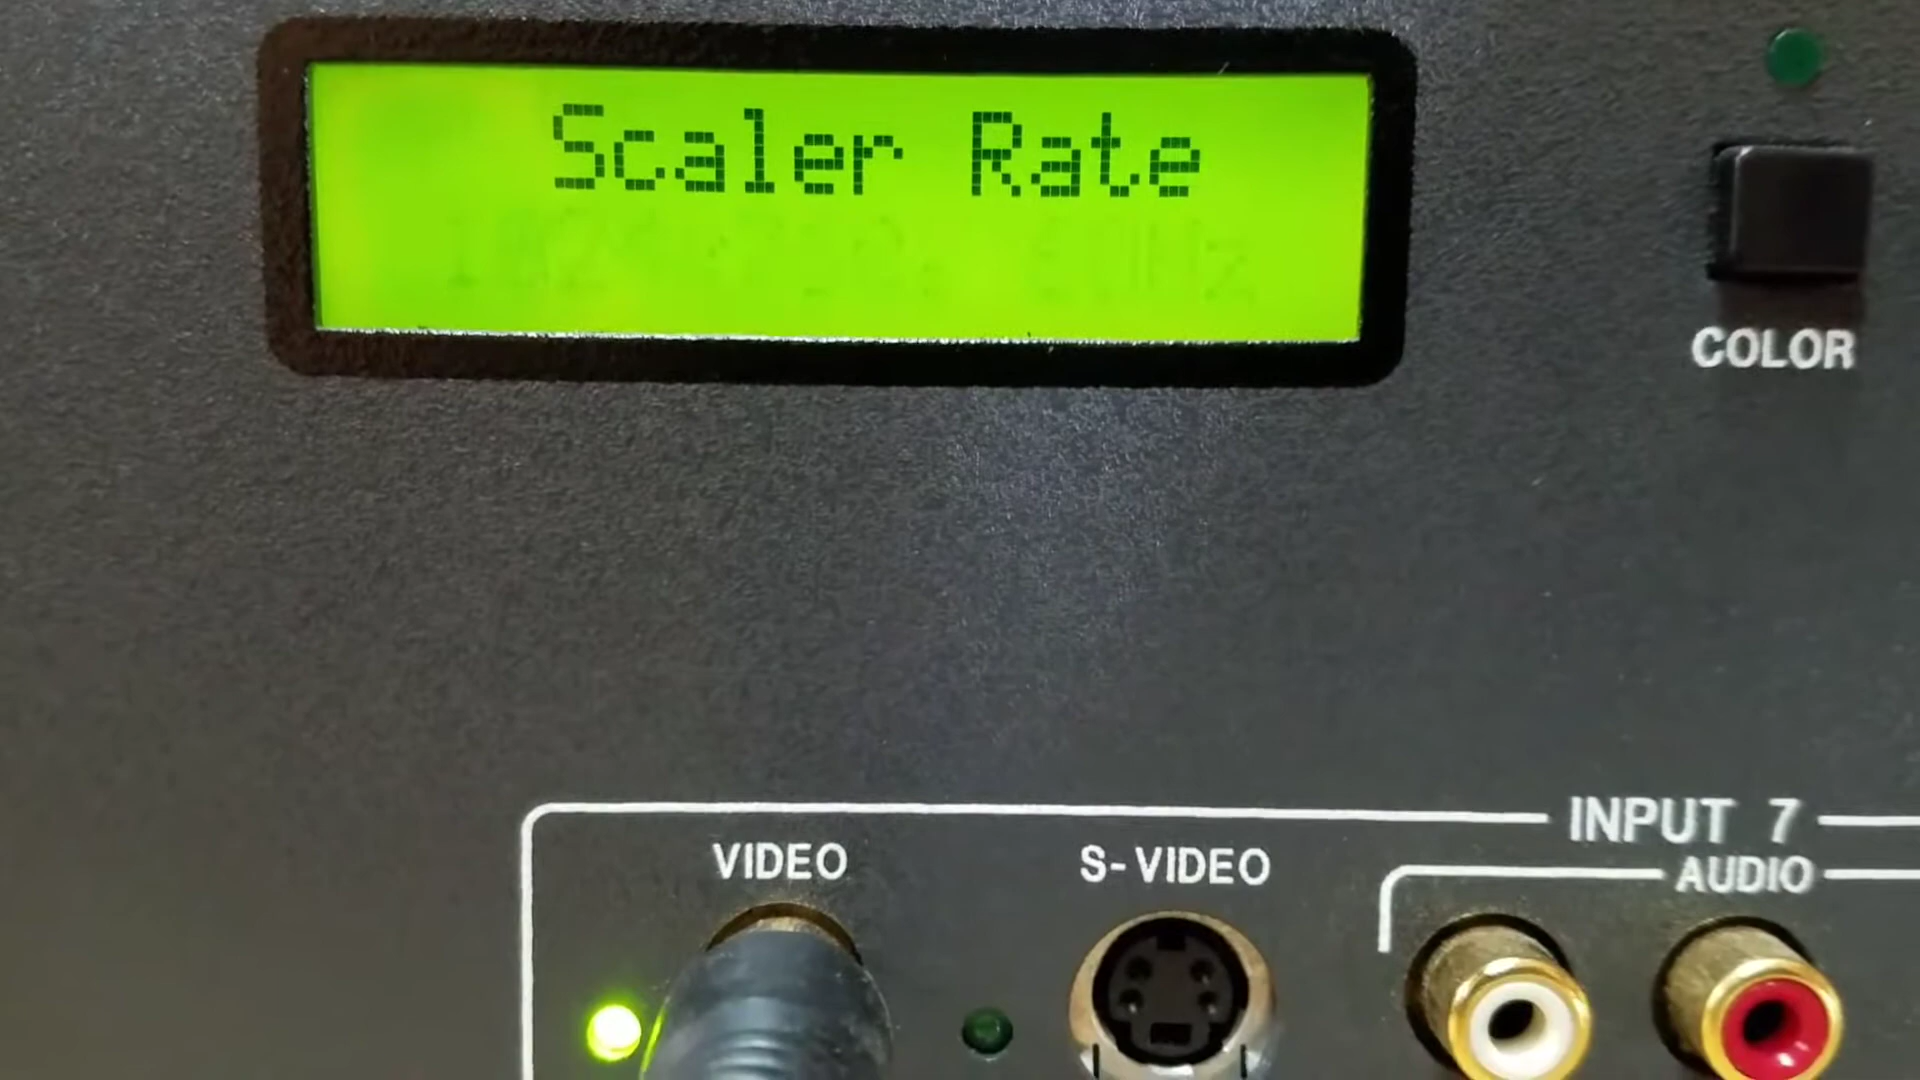 Scaler Rate
COLOR
INPUT 7
VIDEO
S-VIDEO
AUDIO